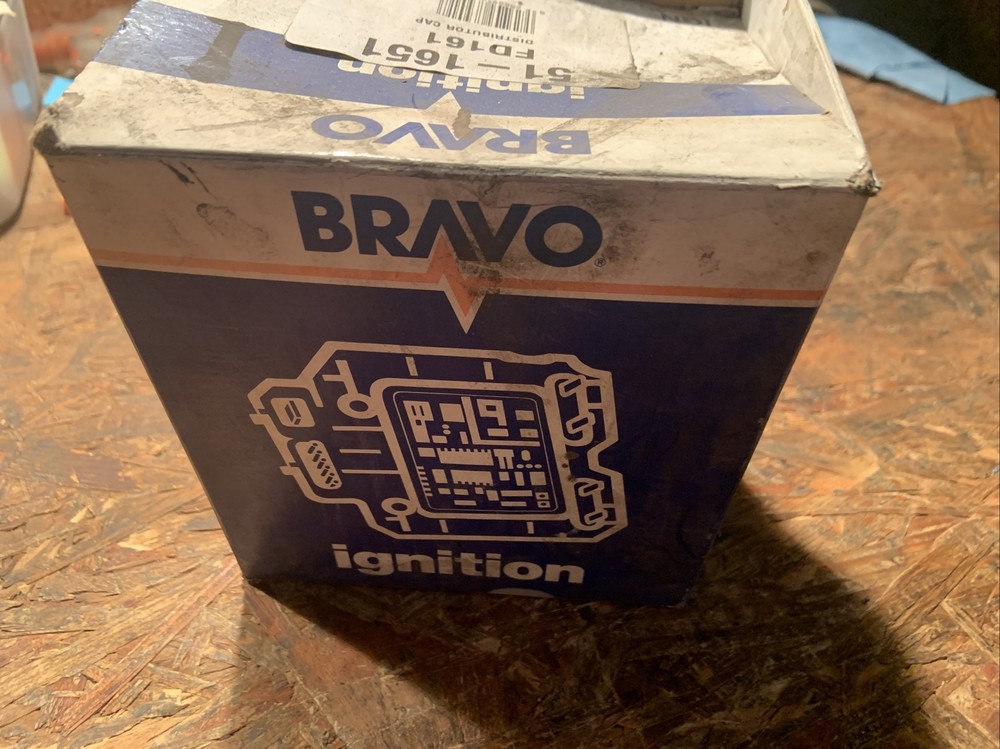 DISTRIBUTOR CAP
FD161
51-1651
ignition
BRAVO
BRAVO®
ignition